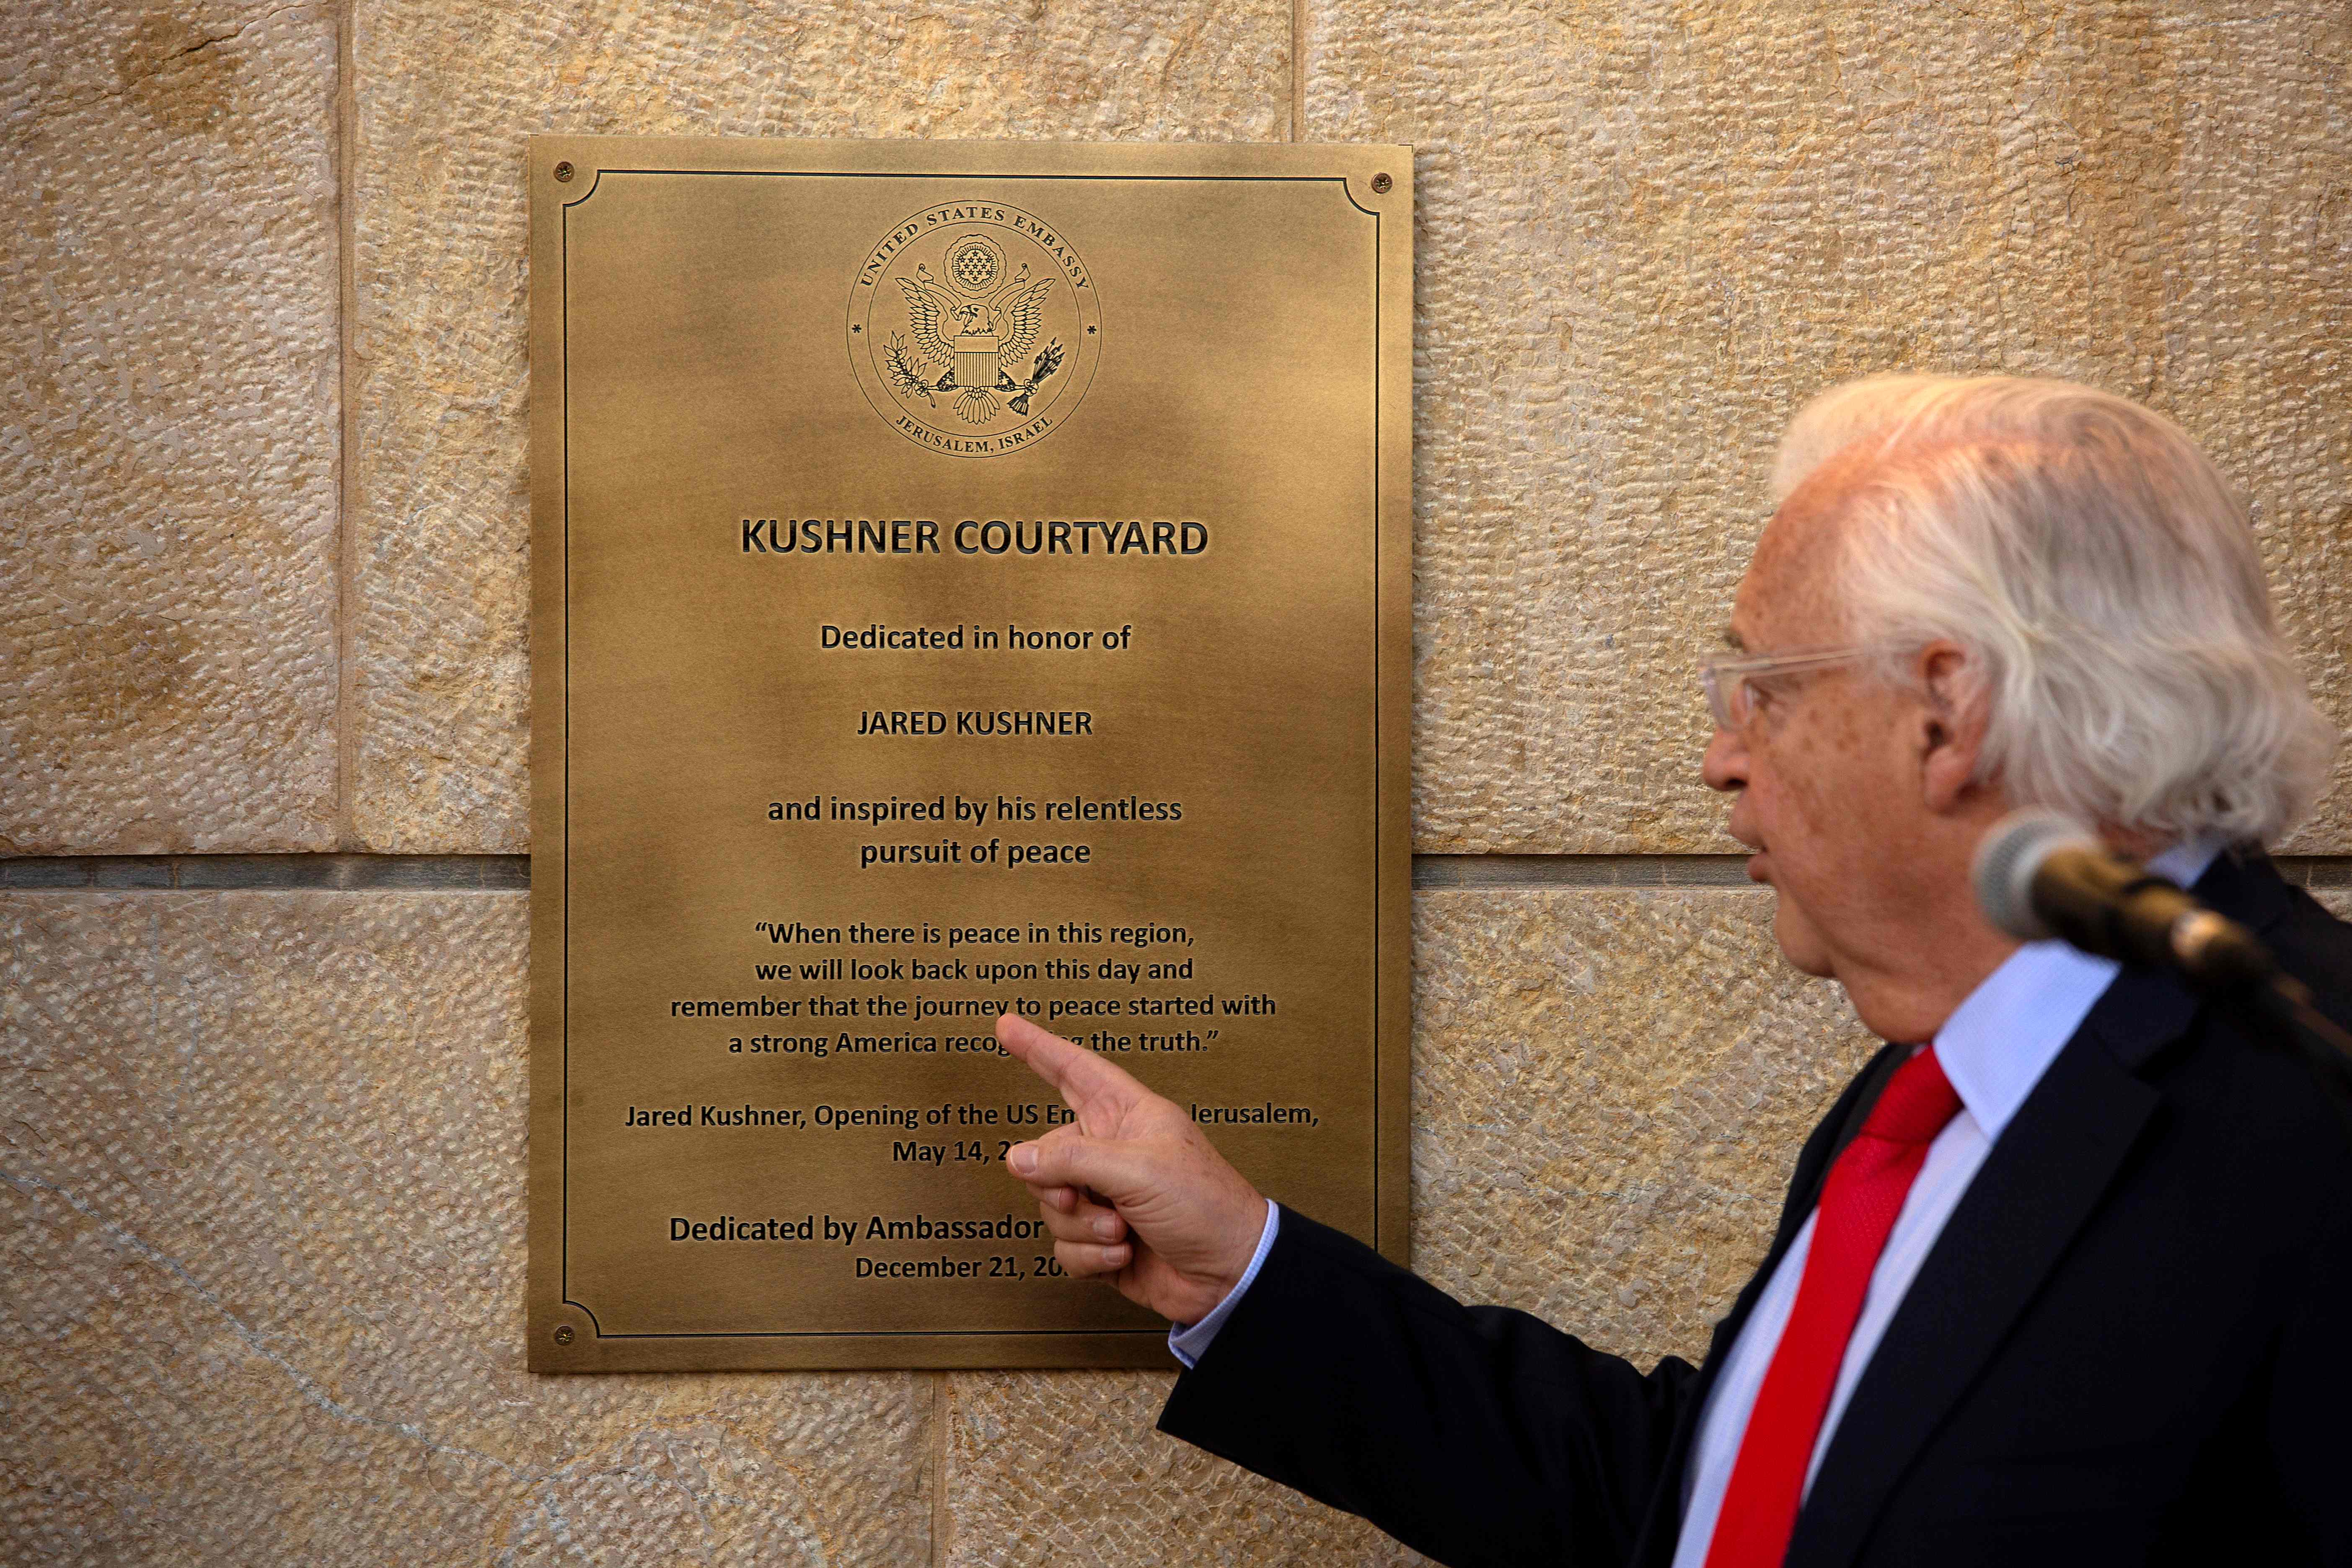 UNITED STATES EMBASSY
JERUSALEM, ISRAEL
KUSHNER COURTYARD
Dedicated in honor of
JARED KUSHNER
and inspired by his relentless
pursuit of peace
“When there is peace in this region,
we will look back upon this day and
remember that the journey to peace started with
a strong America the truth.”
Jared Kushner, Opening of the US Jerusalem,
May 14,
Dedicated by Ambassador
December 21,